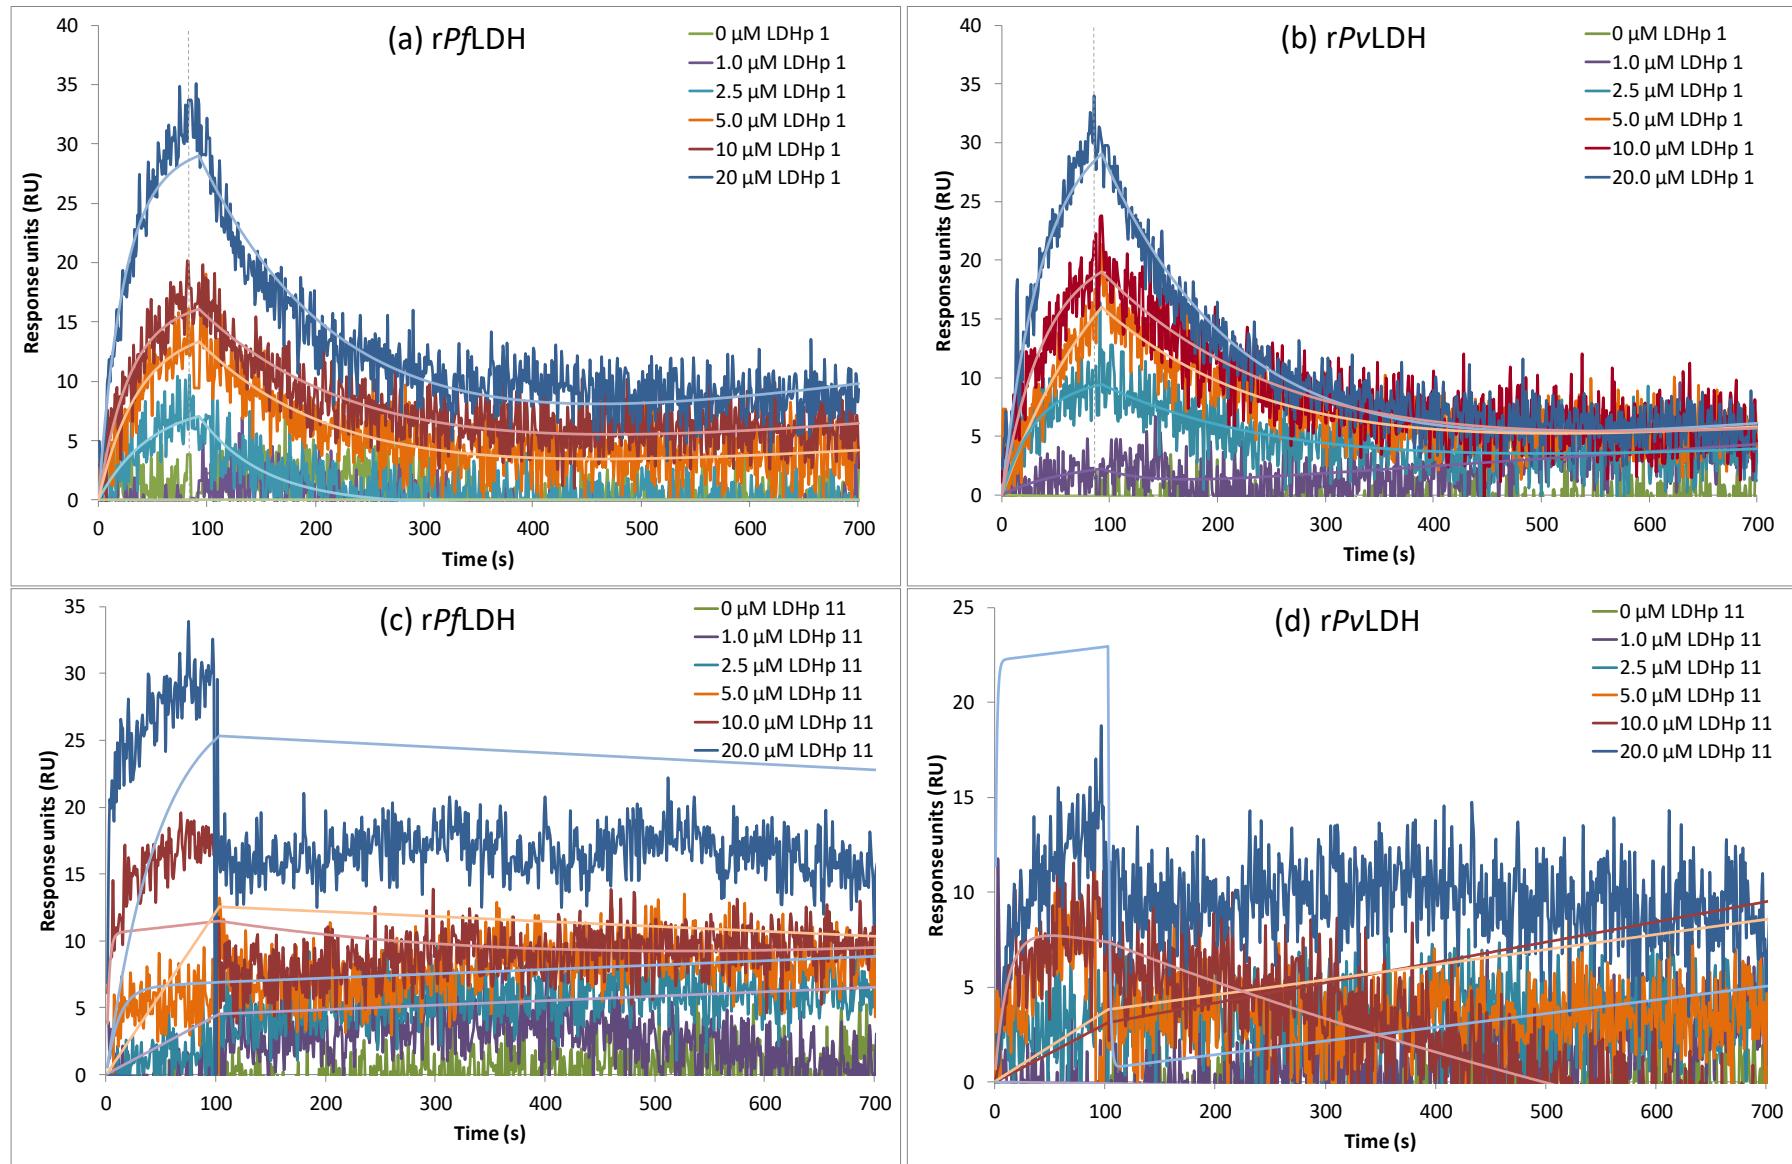 (a) rPfLDH
0 µM LDHp 1
1.0 µM LDHp 1
2.5 µM LDHp 1
5.0 µM LDHp 1
10 µM LDHp 1
20 µM LDHp 1
Response units (RU)
40
35
30
25
20
15
10
5
0
0 100 200 300 400 500 600 700
Time (s)
(b) rPvLDH
0 µM LDHp 1
1.0 µM LDHp 1
2.5 µM LDHp 1
5.0 µM LDHp 1
10.0 µM LDHp 1
20.0 µM LDHp 1
Response units (RU)
40
35
30
25
20
15
10
5
0
0 100 200 300 400 500 600 700
Time (s)
(c) rPfLDH
0 µM LDHp 11
1.0 µM LDHp 11
2.5 µM LDHp 11
5.0 µM LDHp 11
10.0 µM LDHp 11
20.0 µM LDHp 11
Response units (RU)
35
30
25
20
15
10
5
0
0 100 200 300 400 500 600 700
Time (s)
(d) rPvLDH
0 µM LDHp 11
1.0 µM LDHp 11
2.5 µM LDHp 11
5.0 µM LDHp 11
10.0 µM LDHp 11
20.0 µM LDHp 11
Response units (RU)
25
20
15
10
5
0
0 100 200 300 400 500 600 700
Time (s)